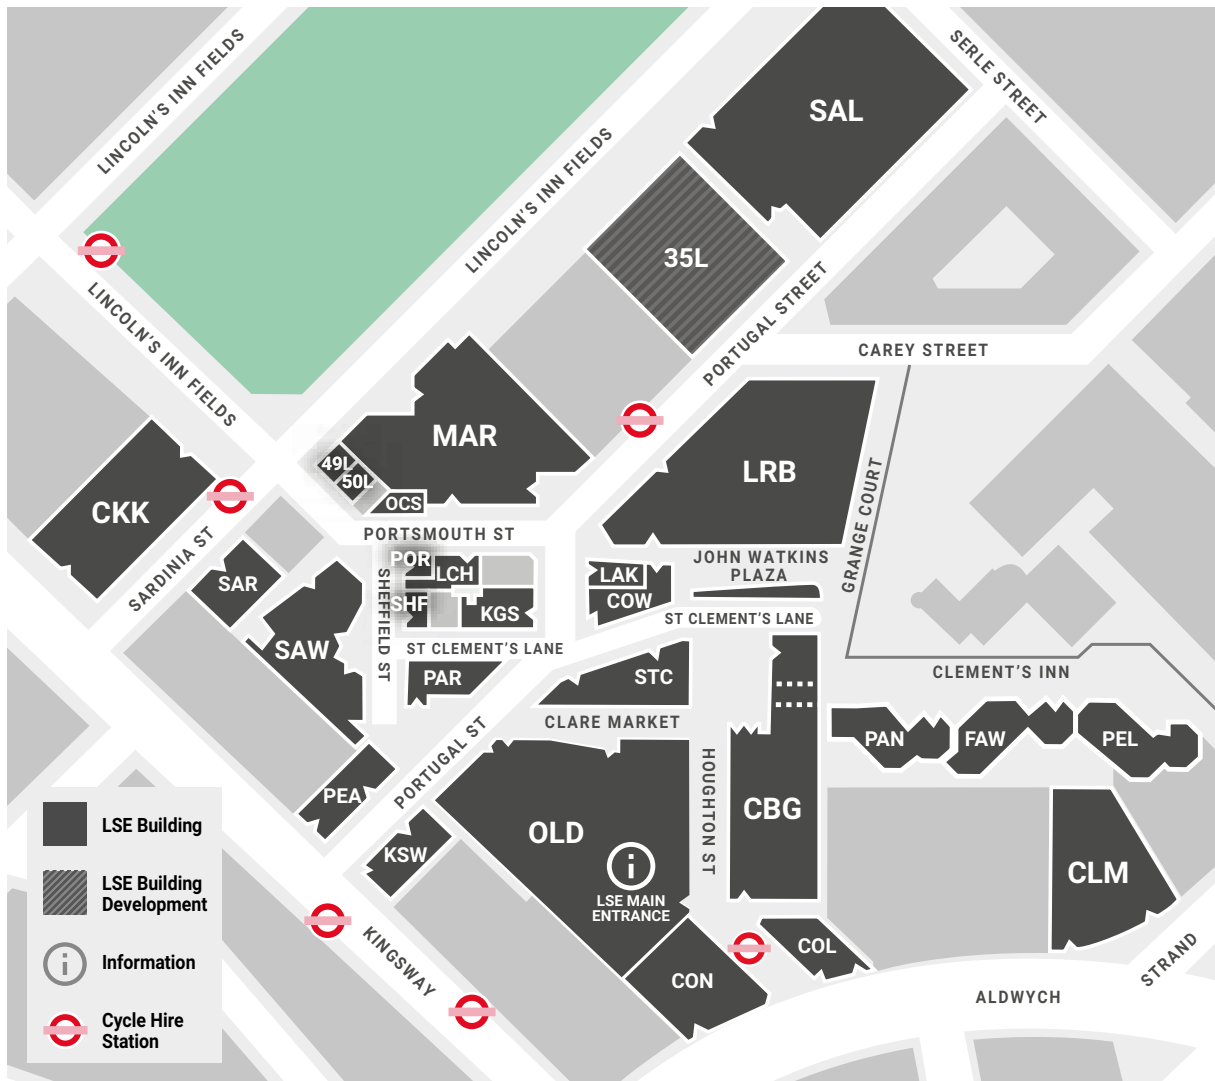 LINCOLN'S INN FIELDS
SERLE STREET
SAL
LINCOLN'S INN FIELDS
35L
LINCOLN'S INN FIELDS
PORTUGAL STREET
CAREY STREET
MAR
49L
50L
OCS
LRB
CKK
GRANGE COURT
PORTSMOUTH ST
SARDINIA ST
POR
LCH
JOHN WATKINS
PLAZA
SAR
SHEFFIELD ST
SHF
KGS
LAK
COW
ST CLEMENT'S LANE
SAW
ST CLEMENT'S LANE
PAR
STC
CLEMENT'S INN
CLARE MARKET
PAN
FAW
PEL
PORTUGAL ST
HOUGHTON ST
PEA
CBG
OLD
KSW
CLM
LSE MAIN
ENTRANCE
COL
CON
KINGSWAY
STRAND
ALDWYCH
LSE Building
LSE Building
Development
Information
Cycle Hire
Station